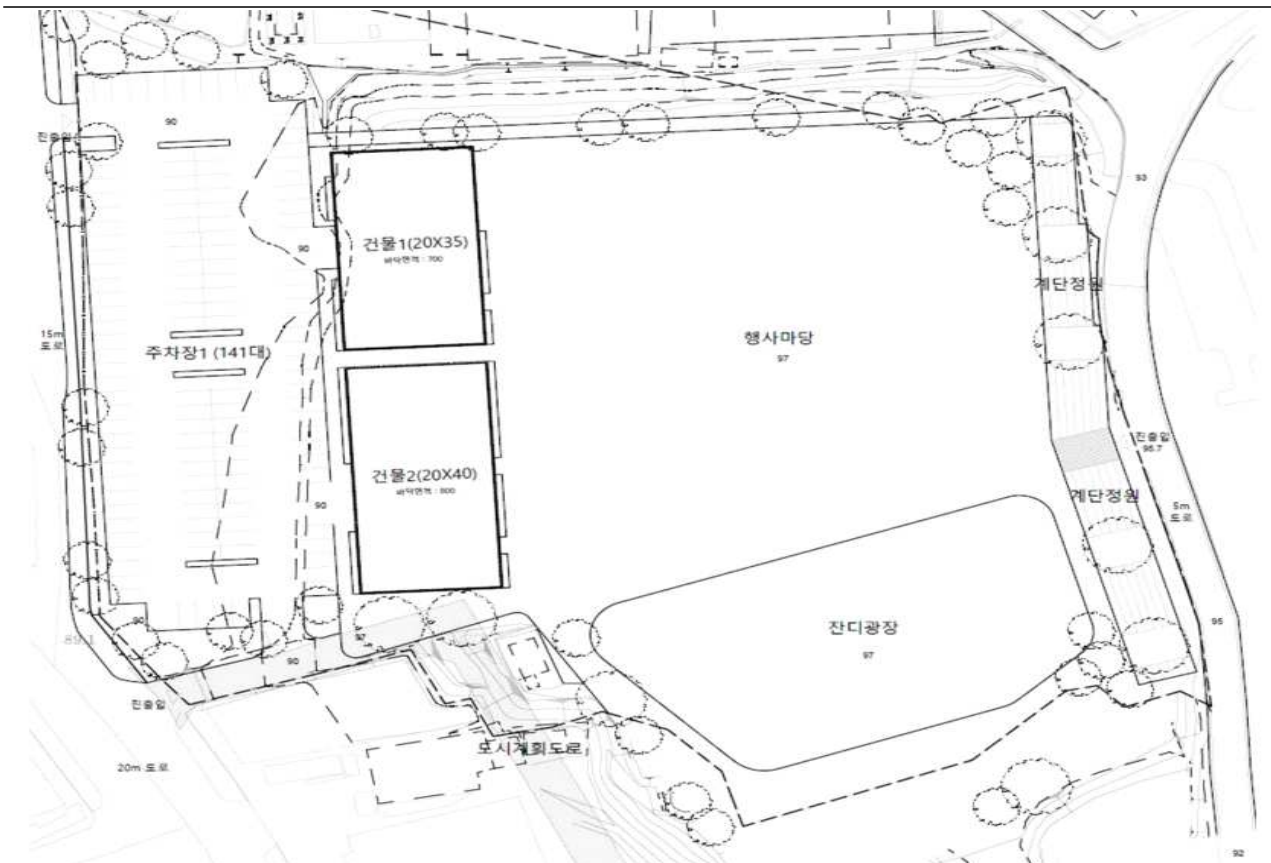 90
진출입
93
건물1(20X35)
바닥면적 : 700
90
계단정원
15m
도로
주차장1 (141대)
행사마당
97
진출입
98.7
건물2(20X40)
바닥면적 : 800
계단정원
90
5m
도로
90
97
잔디광장
97
95
89.1
90
진출입
도시계획도로
20m 도로
92